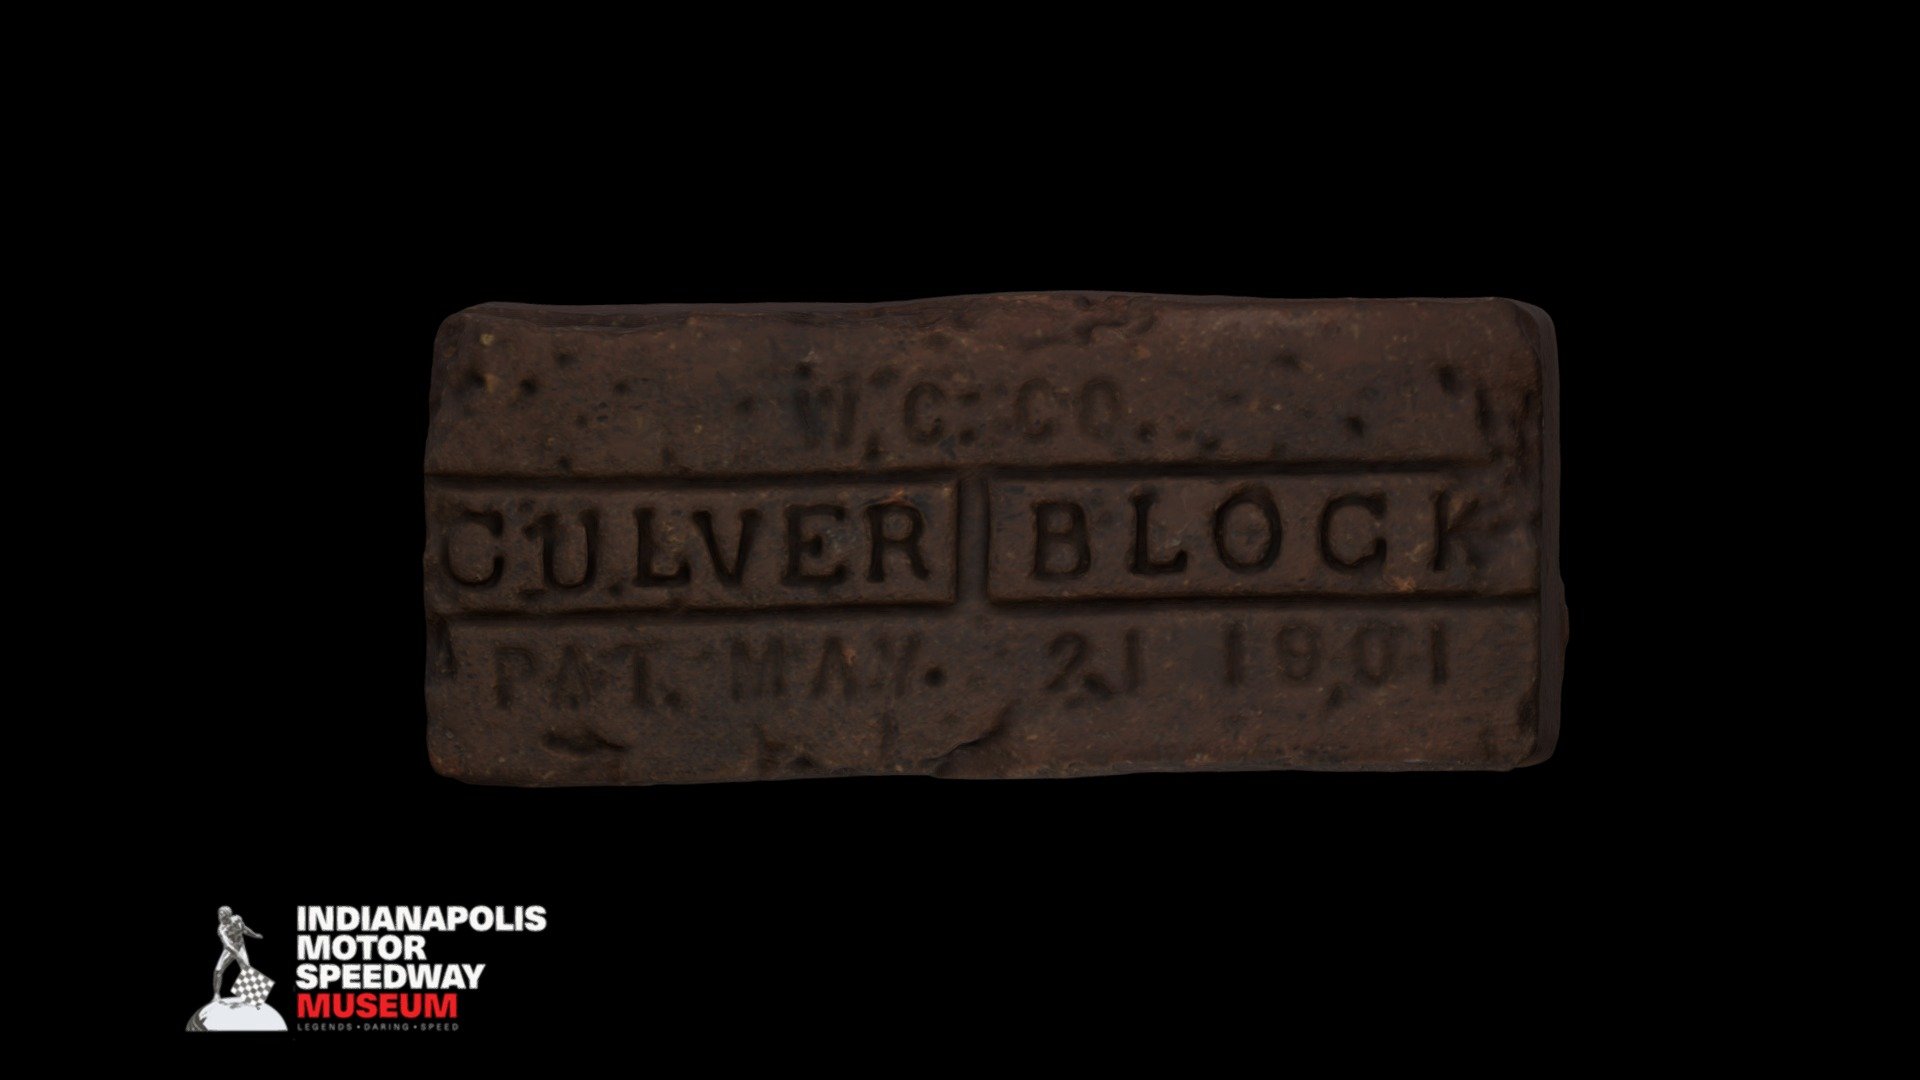 W. C. CO.
CULVER BLOCK
PAT. MAY. 21 1901
INDIANAPOLIS
MOTOR
SPEEDWAY
MUSEUM
LEGENDS • DARING • SPEED